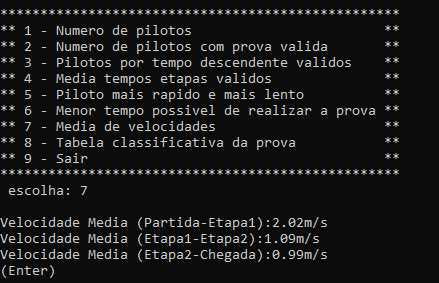 **************************************************
** 1 - Numero de pilotos                        **
** 2 - Numero de pilotos com prova valida       **
** 3 - Pilotos por tempo descendente validos    **
** 4 - Media tempos etapas validos              **
** 5 - Piloto mais rapido e mais lento          **
** 6 - Menor tempo possivel de realizar a prova **
** 7 - Media de velocidades                     **
** 8 - Tabela classificativa da prova           **
** 9 - Sair                                     **
**************************************************
escolha: 7
Velocidade Media (Partida-Etapa1):2.02m/s
Velocidade Media (Etapa1-Etapa2):1.09m/s
Velocidade Media (Etapa2-Chegada):0.99m/s
(Enter)